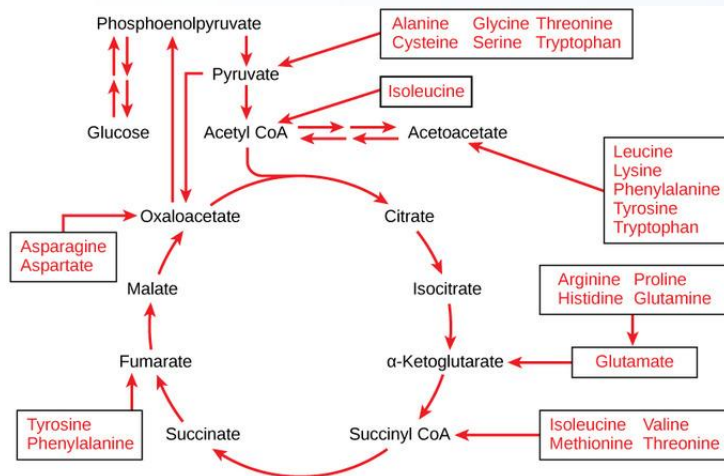 Phosphoenolpyruvate
Alanine Glycine Threonine
Cysteine Serine Tryptophan
Pyruvate
Isoleucine
Glucose
Acetyl CoA
Acetoacetate
Leucine
Lysine
Phenylalanine
Tyrosine
Tryptophan
Oxaloacetate
Citrate
Asparagine
Aspartate
Malate
Isocitrate
Arginine Proline
Histidine Glutamine
Fumarate
α-Ketoglutarate
Glutamate
Tyrosine
Phenylalanine
Succinate
Succinyl CoA
Isoleucine Valine
Methionine Threonine